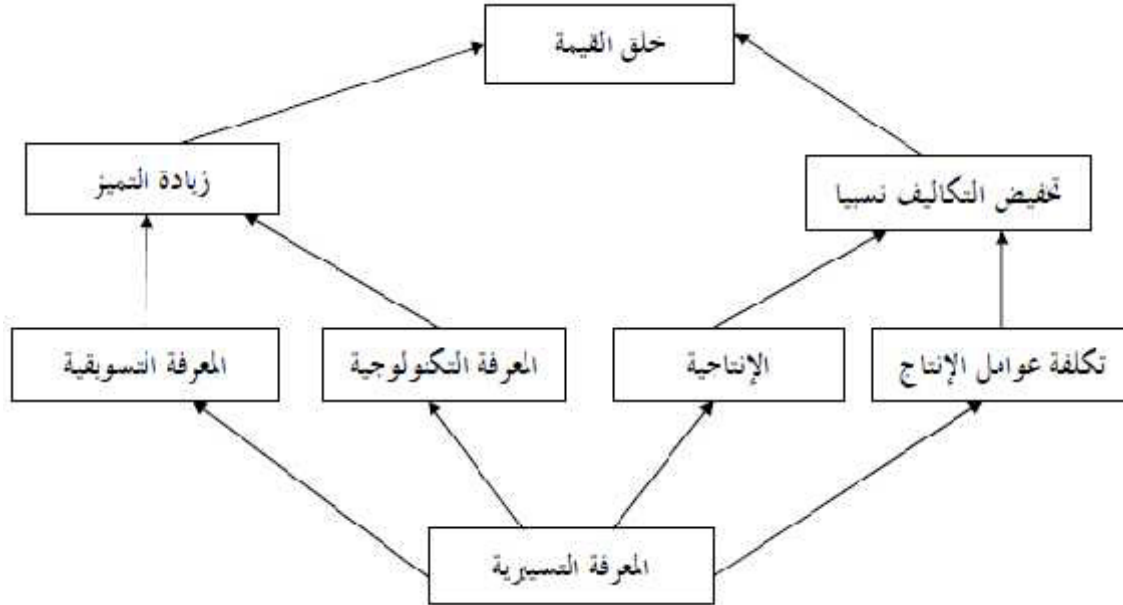 خلق القيمة
تخفيض التكاليف نسبيا
زيادة التميز
تكلفة عوامل الإنتاج
الإنتاجية
المعرفة التكنولوجية
المعرفة التسويقية
المعرفة التسييرية